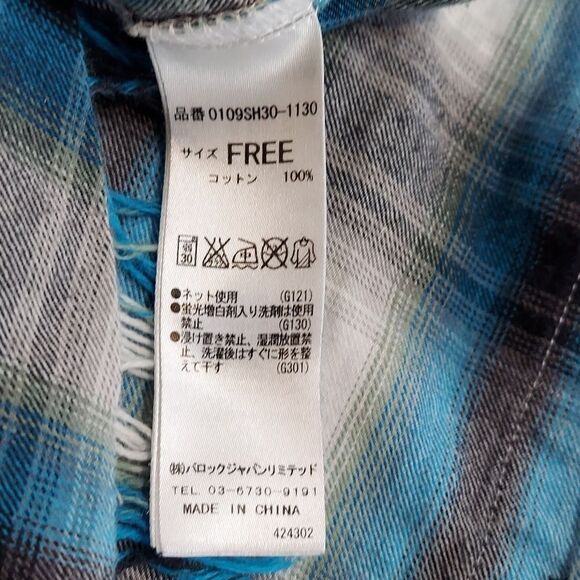 品番 0109SH30-1130
サイズ FREE
コットン 100%
弱
30
●ネット使用 (G121)
●蛍光増白剤入り洗剤は使用
禁止 (G130)
●浸け置き禁止、湿潤放置禁
止、洗濯後はすぐに形を整
えて干す (G301)
㈱バロックジャパンリミテッド
TEL 03-6730-9191
MADE IN CHINA
424302